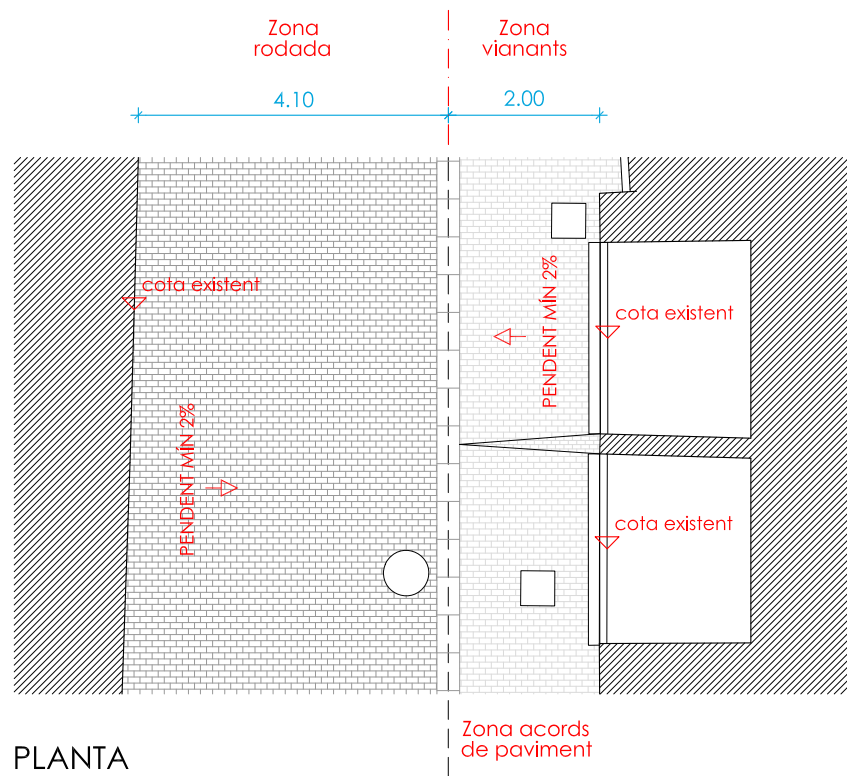 Zona
rodada
Zona
vianants
4.10
2.00
cota existent
PENDENT MÍN 2%
cota existent
PENDENT MÍN 2%
cota existent
Zona acords
de paviment
PLANTA